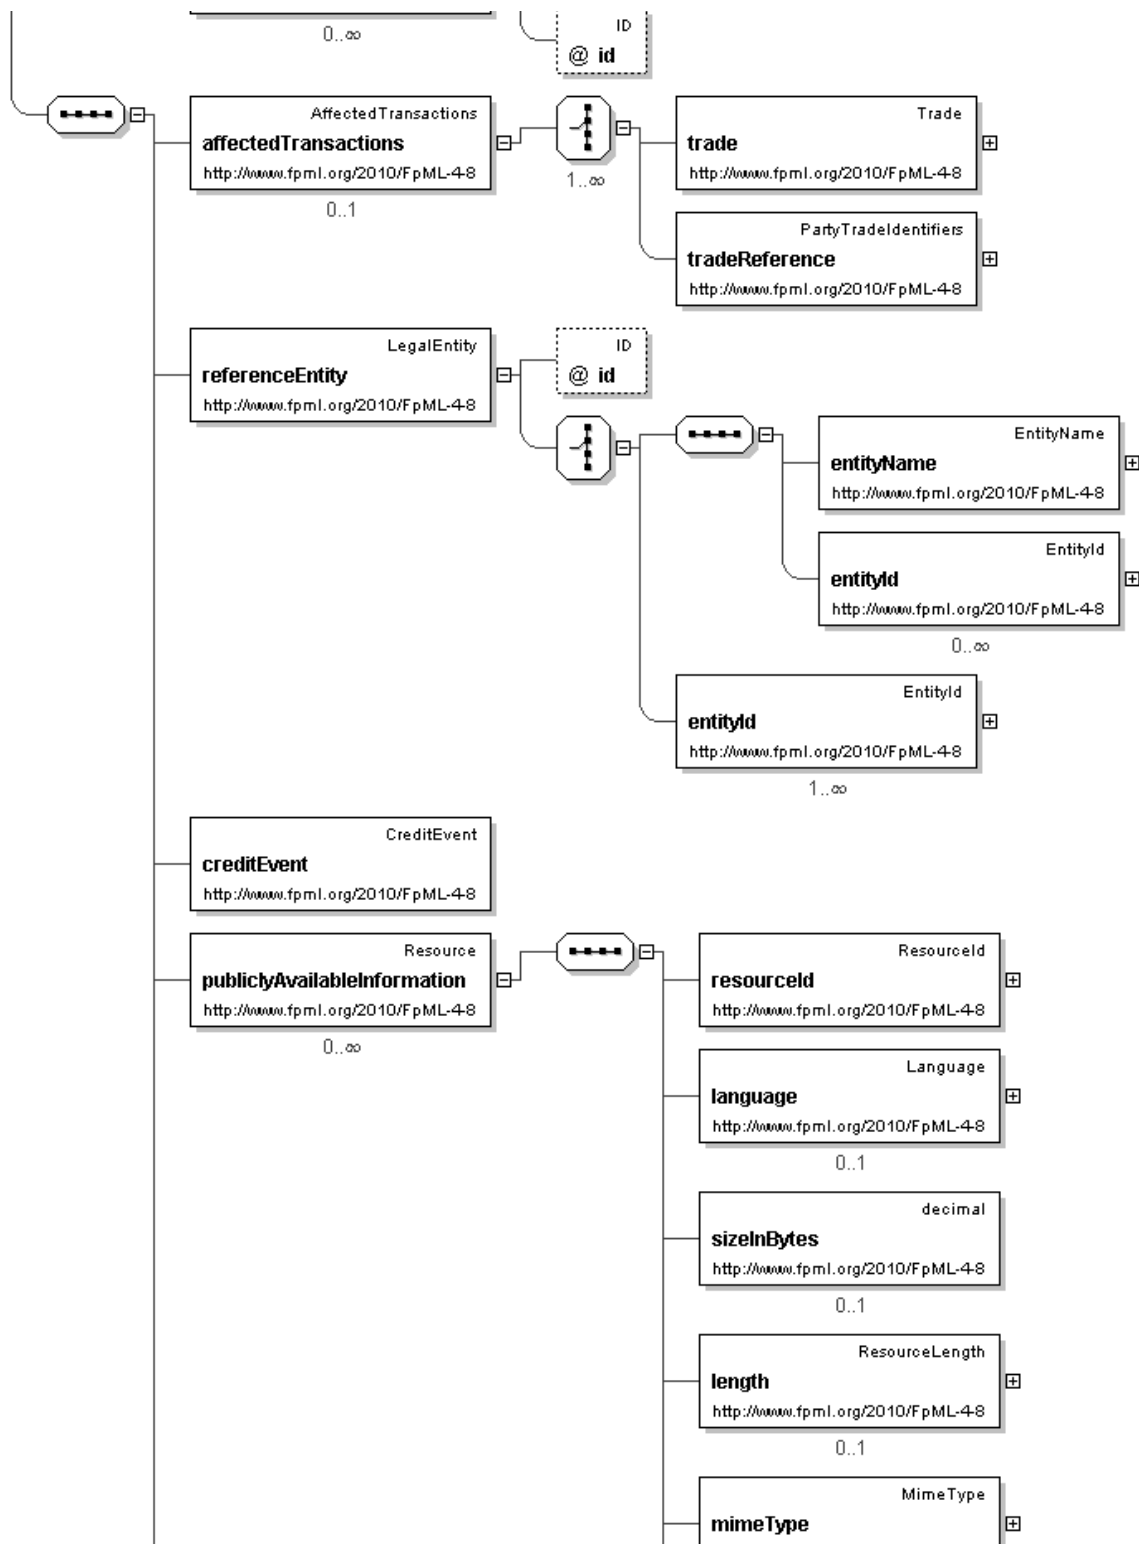 0..∞
ID
@ id
AffectedTransactions
affectedTransactions
http://www.fpml.org/2010/FpML-4-8
0..1
1..∞
Trade
trade
http://www.fpml.org/2010/FpML-4-8
PartyTradeIdentifiers
tradeReference
http://www.fpml.org/2010/FpML-4-8
LegalEntity
referenceEntity
http://www.fpml.org/2010/FpML-4-8
ID
@ id
EntityName
entityName
http://www.fpml.org/2010/FpML-4-8
EntityId
entityId
http://www.fpml.org/2010/FpML-4-8
0..∞
EntityId
entityId
http://www.fpml.org/2010/FpML-4-8
1..∞
CreditEvent
creditEvent
http://www.fpml.org/2010/FpML-4-8
Resource
publiclyAvailableInformation
http://www.fpml.org/2010/FpML-4-8
0..∞
ResourceId
resourceId
http://www.fpml.org/2010/FpML-4-8
Language
language
http://www.fpml.org/2010/FpML-4-8
0..1
decimal
sizeInBytes
http://www.fpml.org/2010/FpML-4-8
0..1
ResourceLength
length
http://www.fpml.org/2010/FpML-4-8
0..1
MimeType
mimeType